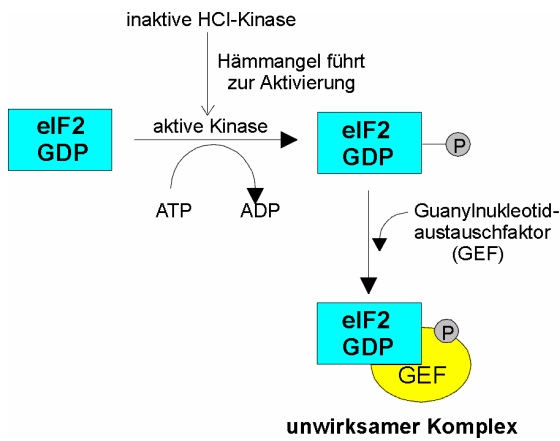 inaktive HCI-Kinase
Hämmangel führt
zur Aktivierung
eIF2
GDP
aktive Kinase
eIF2
GDP
P
ATP
ADP
Guanylnukleotid-
austauschfaktor
(GEF)
eIF2
GDP
P
GEF
unwirksamer Komplex